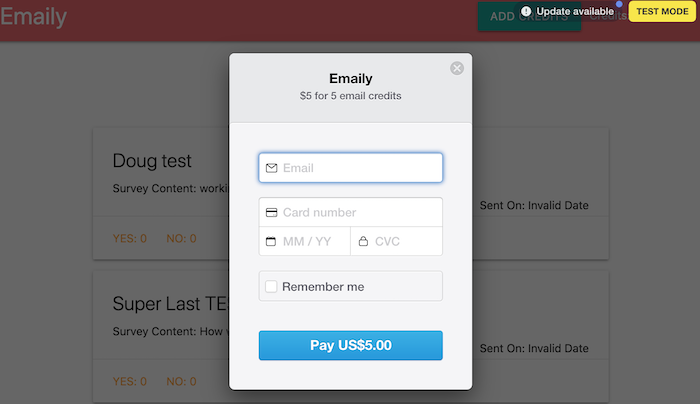 Emaily
ADD CREDITS
Update available
TEST MODE
Emaily
$5 for 5 email credits
Email
Card number
MM / YY
CVC
Remember me
Pay US$5.00
Doug test
Survey Content: worki
Sent On: Invalid Date
YES: 0 NO: 0
Super Last TE
Survey Content: How
Sent On: Invalid Date
YES: 0 NO: 0